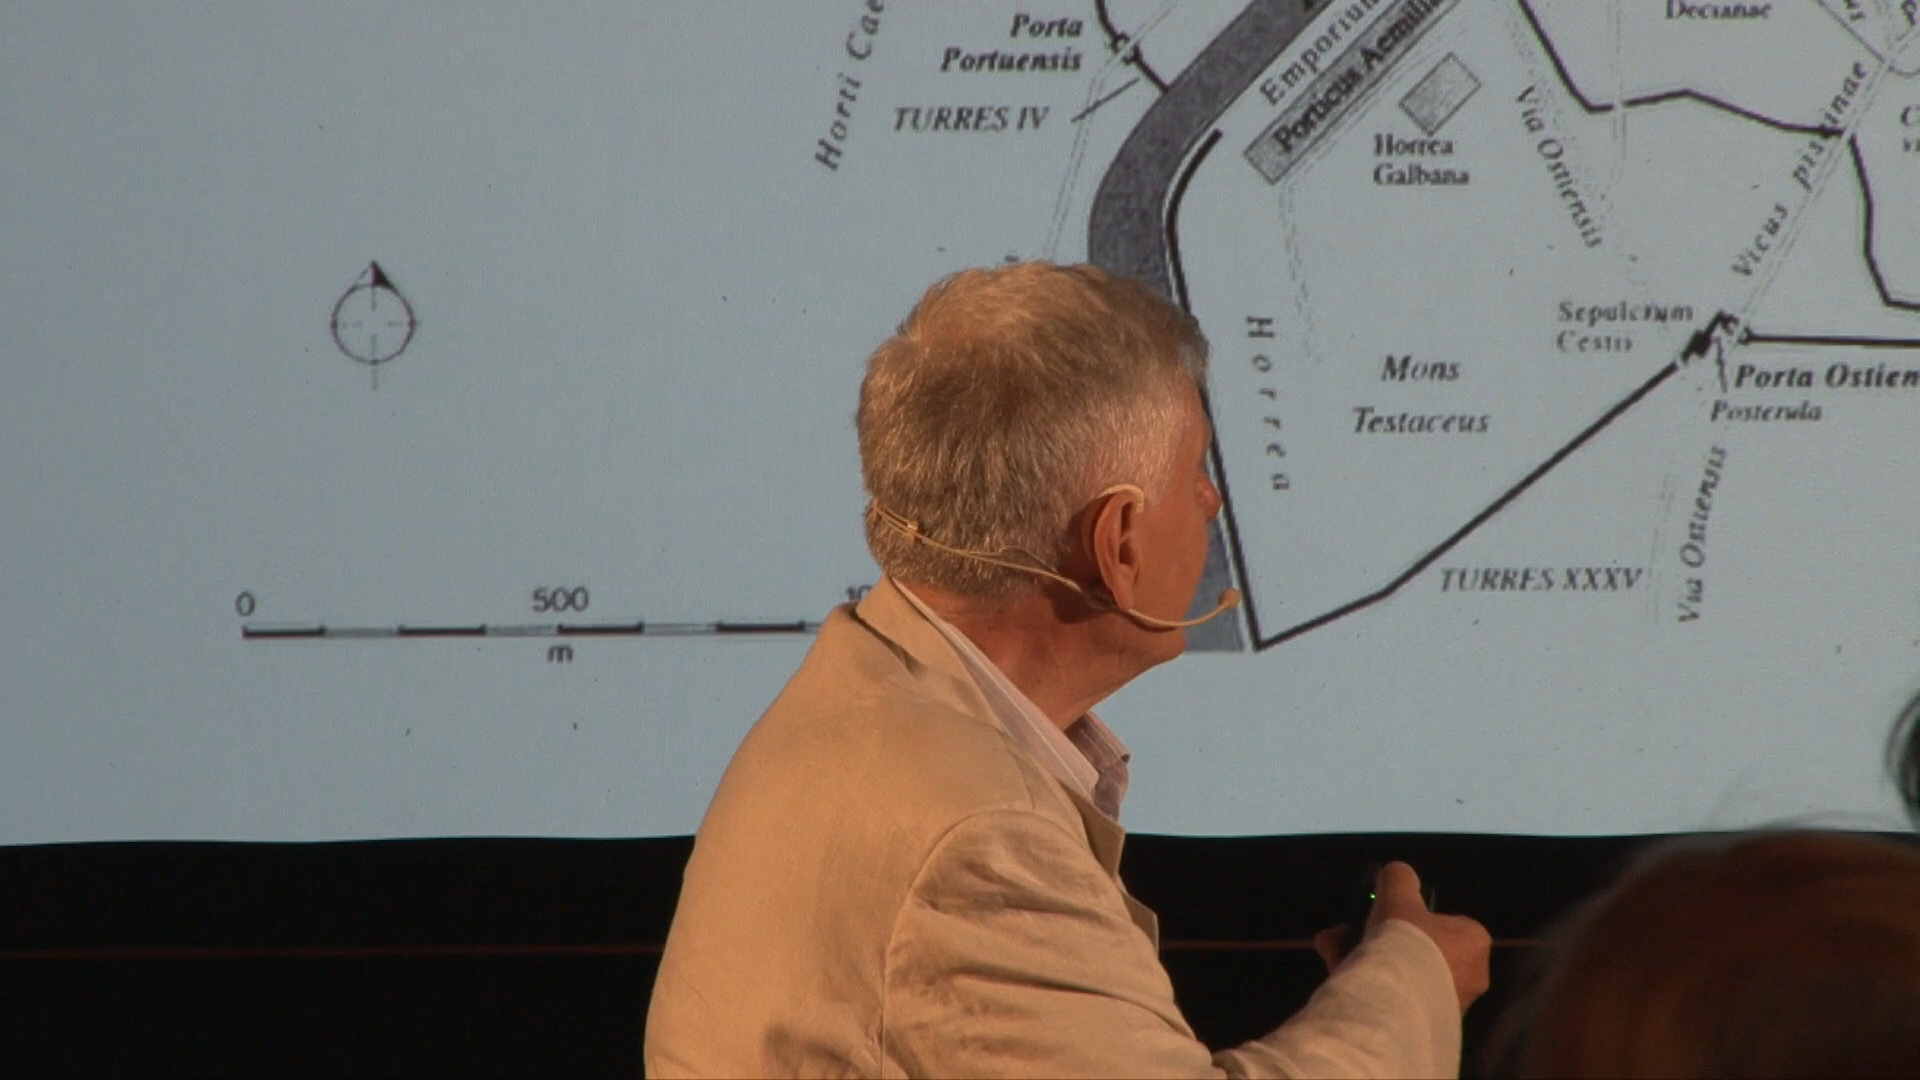 Porta
Portuensis
TURRES IV
Horti Cae
Emporium
Porticus Aemilia
Decianae
Horrea
Galbana
Via Ostiensis
Vicus piscinae
Sepulcrum
Cestii
Horrea
Mons
Testaceus
Porta Ostien
Posterula
Via Ostiensis
TURRES XXXV
0 500 10
m